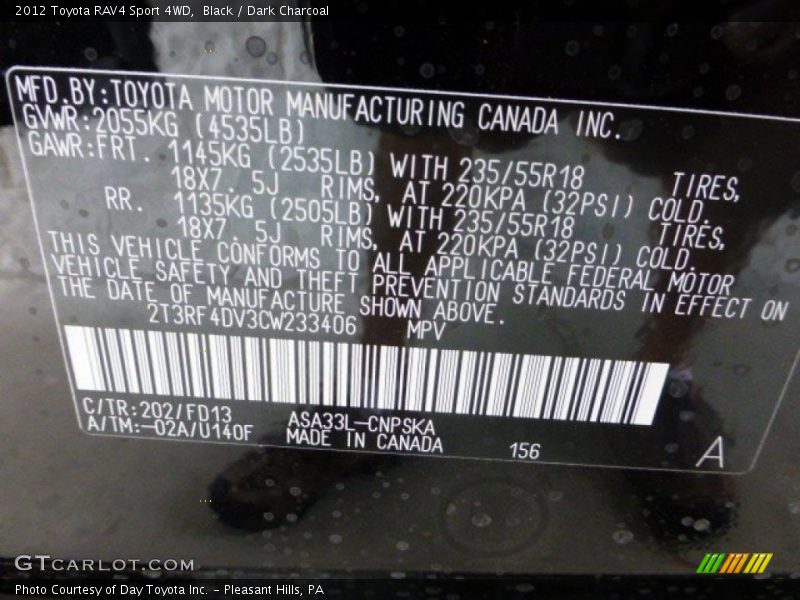 2012 Toyota RAV4 Sport 4WD,  Black / Dark Charcoal
MFD.BY:TOYOTA MOTOR MANUFACTURING CANADA INC.
GVWR:2055KG (4535LB)
GAWR:FRT. 1145KG (2535LB) WITH 235/55R18 TIRES,
18X7. 5J RIMS, AT 220KPA (32PSI) COLD.
RR. 1135KG (2505LB) WITH 235/55R18 TIRES,
18X7 5J RIMS, AT 220KPA (32PSI) COLD.
THIS VEHICLE CONFORMS TO ALL APPLICABLE FEDERAL MOTOR
VEHICLE SAFETY AND THEFT PREVENTION STANDARDS IN EFFECT ON
THE DATE OF MANUFACTURE SHOWN ABOVE.
2T3RF4DV3CW233406 MPV
C/TR:202/FD13 ASA33L-CNPSKA
A/TM:-02A/U140F MADE IN CANADA 156 A
GTCARLOT.COM
Photo Courtesy of Day Toyota Inc. - Pleasant Hills, PA